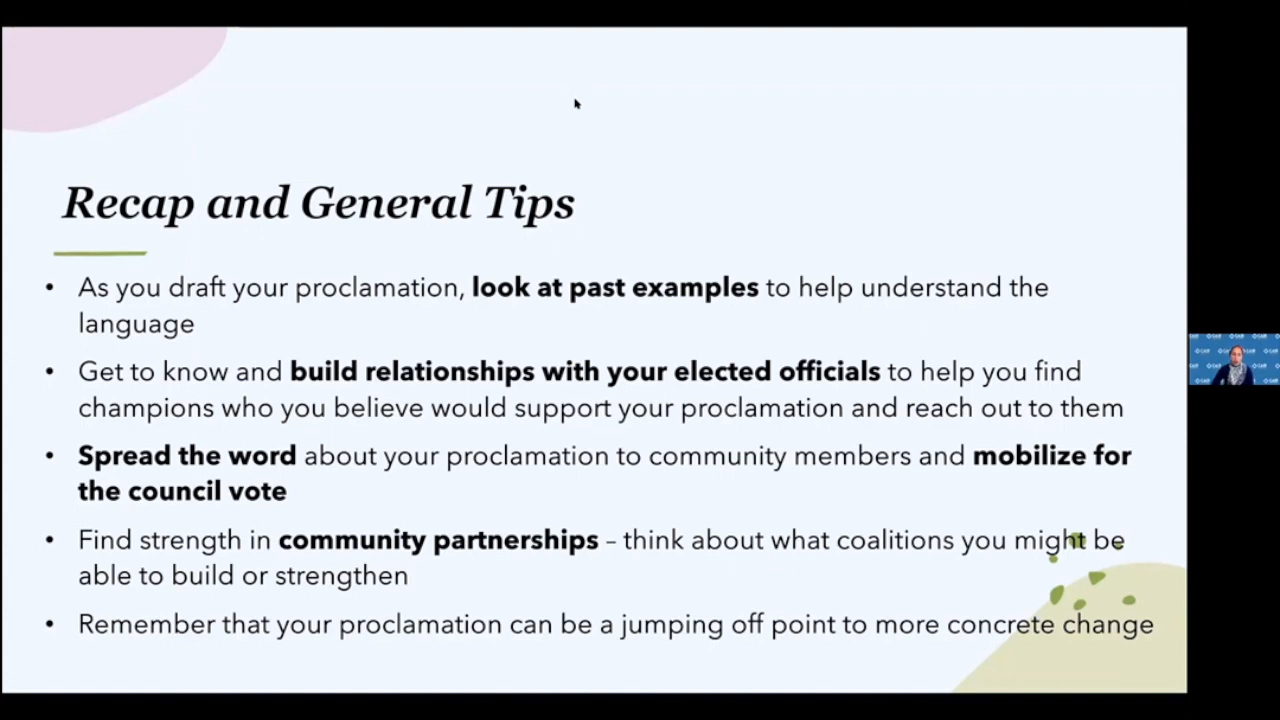 Recap and General Tips
• As you draft your proclamation, look at past examples to help understand the
language
• Get to know and build relationships with your elected officials to help you find
champions who you believe would support your proclamation and reach out to them
• Spread the word about your proclamation to community members and mobilize for
the council vote
• Find strength in community partnerships – think about what coalitions you might be
able to build or strengthen
• Remember that your proclamation can be a jumping off point to more concrete change